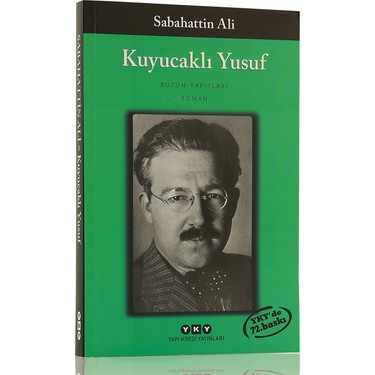 Sabahattin Ali
Kuyucaklı Yusuf
BÜTÜN YAPITLARI
ROMAN
YKY'de
72. baskı
YKY
YAPI KREDİ YAYINLARI
SABAHATTİN ALİ • Kuyucaklı Yusuf